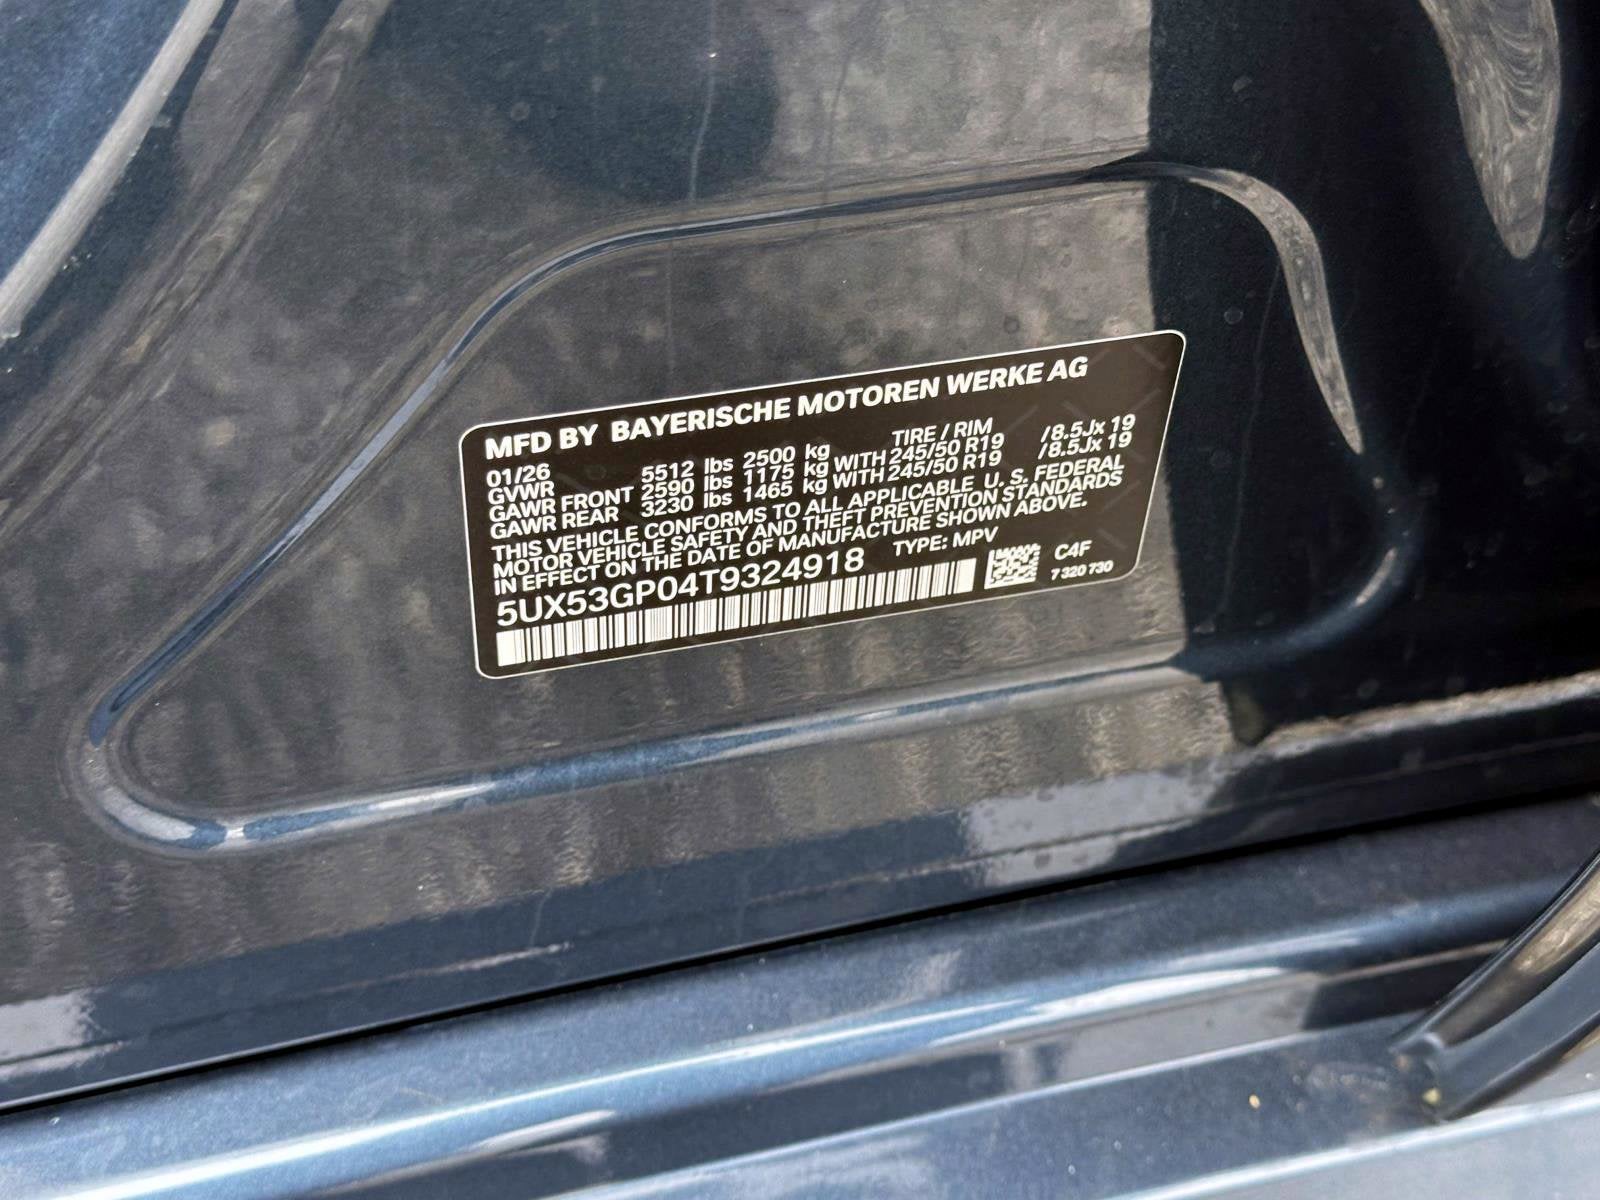 MFD BY BAYERISCHE MOTOREN WERKE AG
01/26 TIRE / RIM
GVWR 5512 lbs 2500 kg
GAWR FRONT 2590 lbs 1175 kg WITH 245/50 R19 /8.5Jx 19
GAWR REAR 3230 lbs 1465 kg WITH 245/50 R19 /8.5Jx 19
THIS VEHICLE CONFORMS TO ALL APPLICABLE U. S. FEDERAL
MOTOR VEHICLE SAFETY AND THEFT PREVENTION STANDARDS
IN EFFECT ON THE DATE OF MANUFACTURE SHOWN ABOVE.
5UX53GP04T9324918 TYPE: MPV
C4F
7 320 730